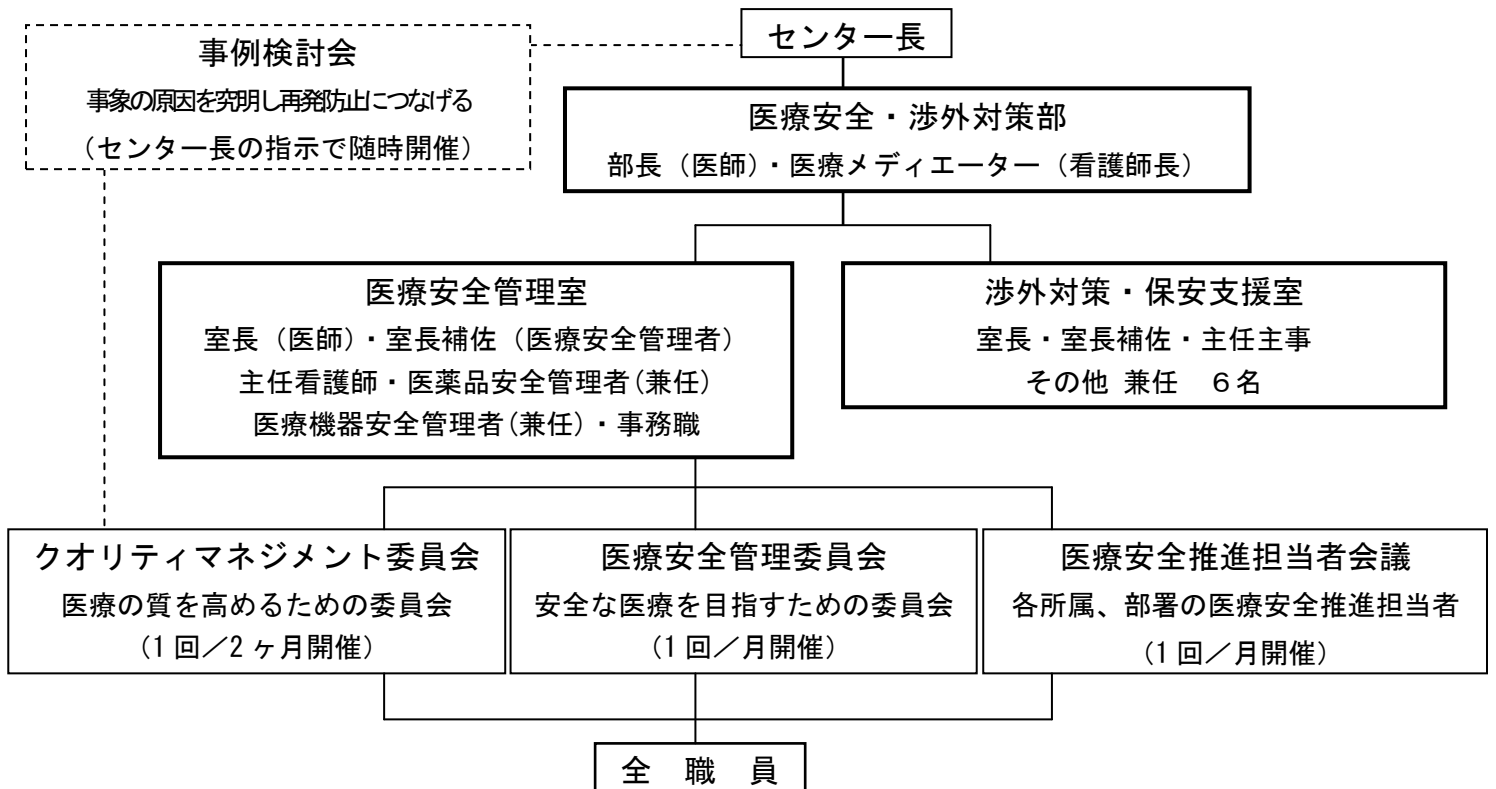 センター長
事例検討会
事象の原因を究明し再発防止につなげる
（センター長の指示で随時開催）
医療安全・渉外対策部
部長（医師）・医療メディエーター（看護師長）
医療安全管理室
室長（医師）・室長補佐（医療安全管理者）
主任看護師・医薬品安全管理者(兼任)
医療機器安全管理者(兼任)・事務職
渉外対策・保安支援室
室長・室長補佐・主任主事
その他 兼任　６名
クオリティマネジメント委員会
医療の質を高めるための委員会
(1回／2ヶ月開催)
医療安全管理委員会
安全な医療を目指すための委員会
(1回／月開催)
医療安全推進担当者会議
各所属、部署の医療安全推進担当者
(1回／月開催)
全　職　員